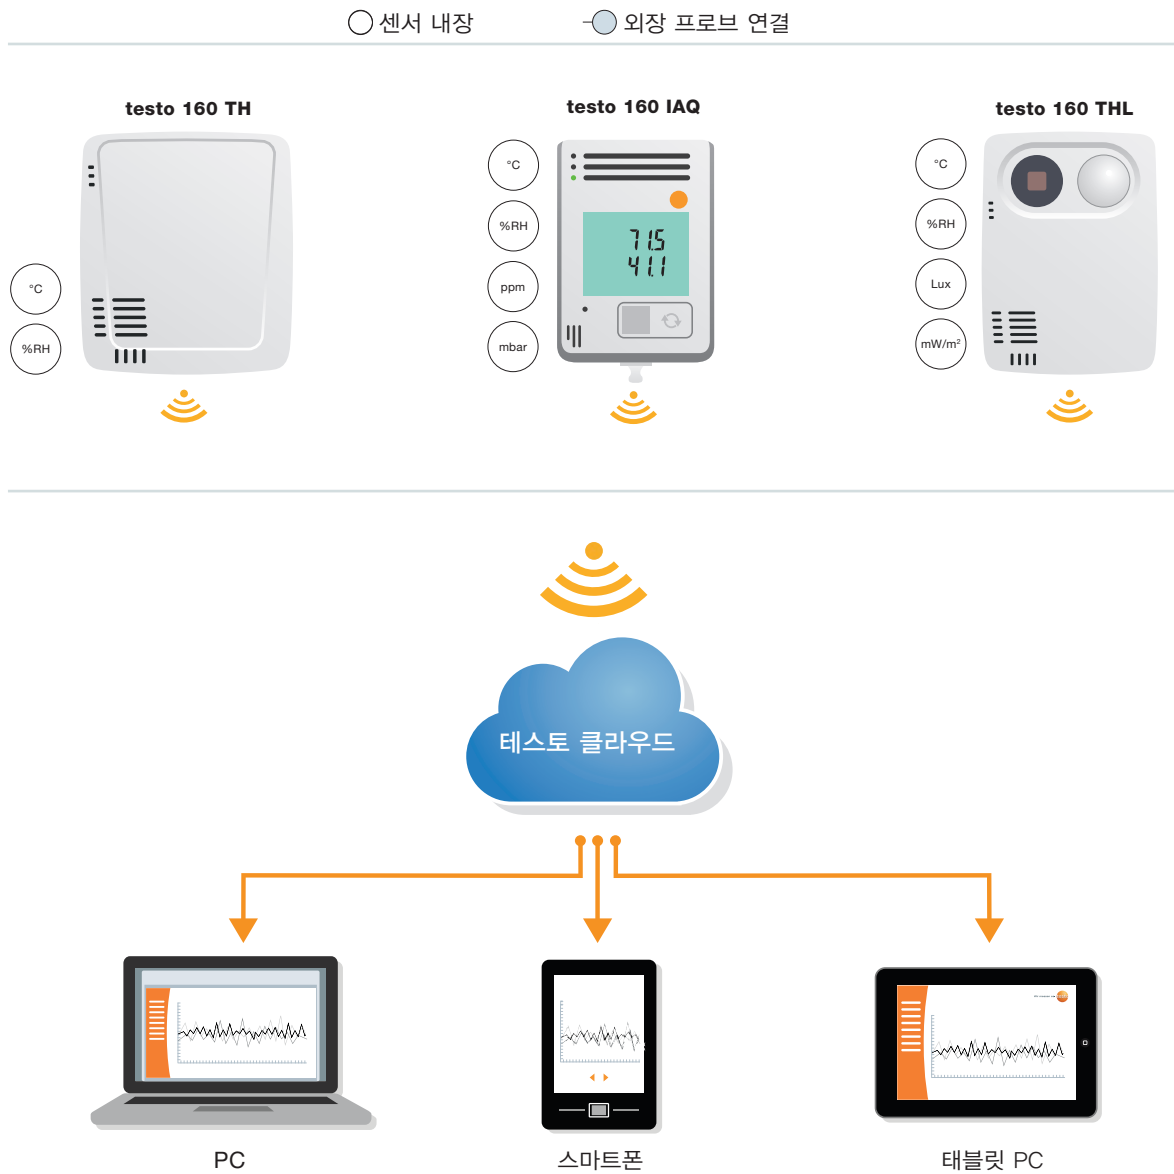 센서 내장
외장 프로브 연결
testo 160 TH
testo 160 IAQ
testo 160 THL
°C
%RH
°C
%RH
ppm
mbar
71.5
41.1
°C
%RH
Lux
mW/m²
테스토 클라우드
PC
스마트폰
태블릿 PC